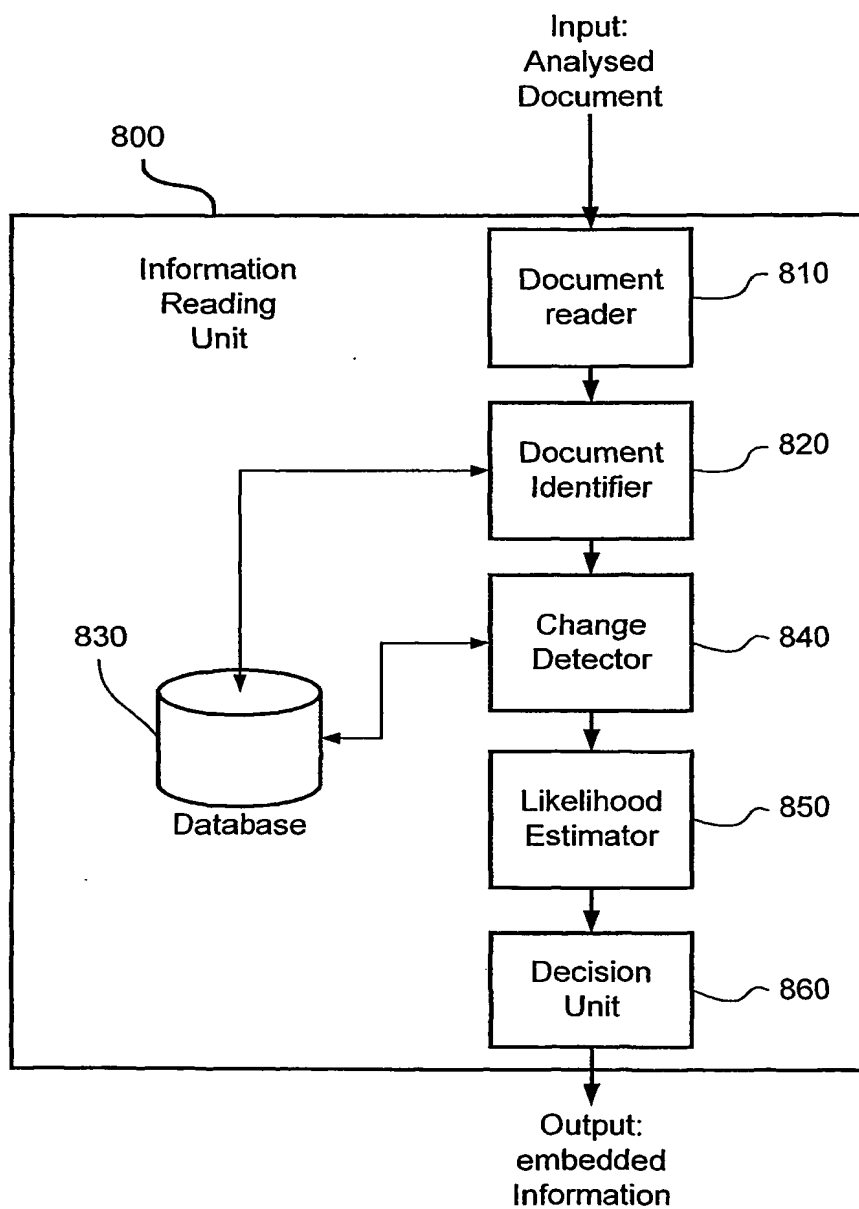 Input:
Analysed
Document
800
Information
Reading
Unit
Document
reader
810
Document
Identifier
820
Change
Detector
840
830
Database
Likelihood
Estimator
850
Decision
Unit
860
Output:
embedded
Information